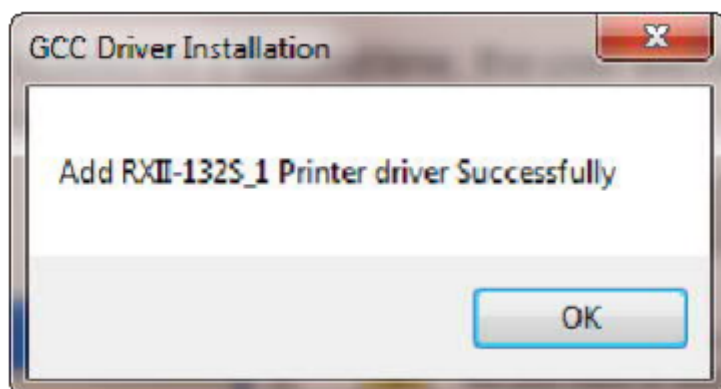 GCC Driver Installation
Add RXII-132S_1 Printer driver Successfully
OK